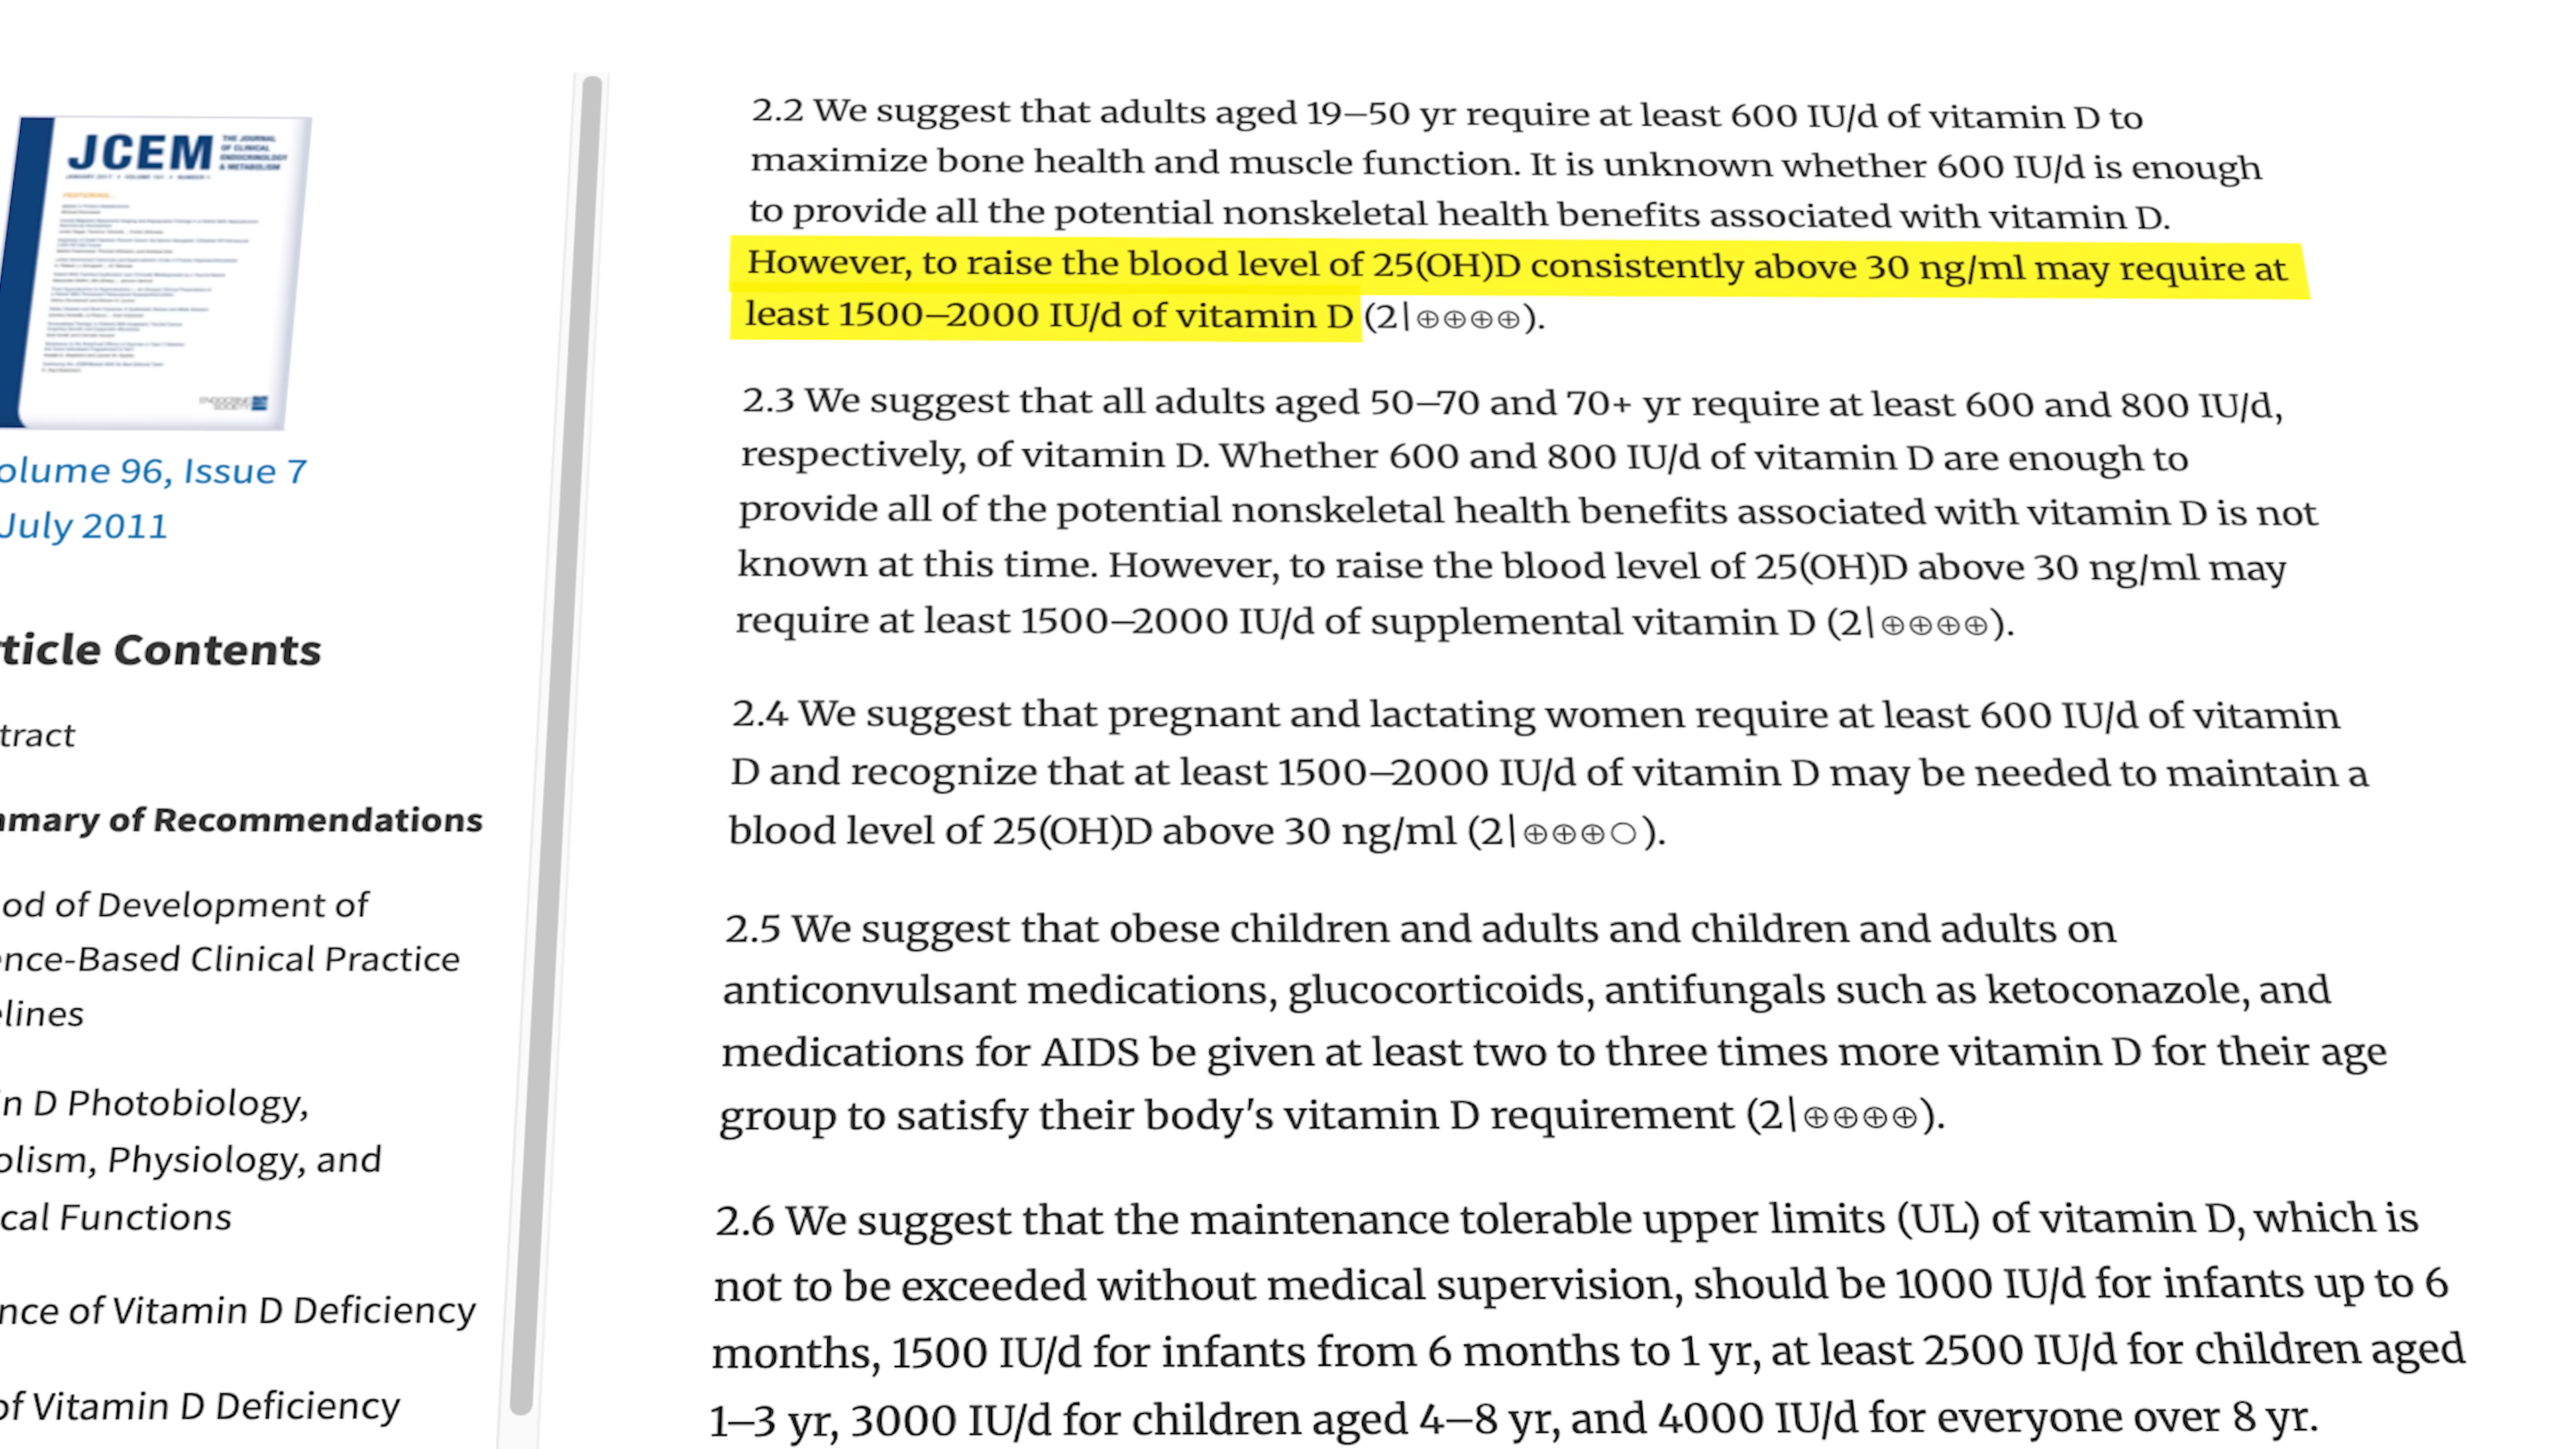 JCEM
THE JOURNAL
OF CLINICAL
ENDOCRINOLOGY
& METABOLISM
ENDOCRINE
SOCIETY
olume 96, Issue 7
July 2011
ticle Contents
tract
mmary of Recommendations
od of Development of
ence-Based Clinical Practice
elines
in D Photobiology,
olism, Physiology, and
cal Functions
nce of Vitamin D Deficiency
of Vitamin D Deficiency
2.2 We suggest that adults aged 19–50 yr require at least 600 IU/d of vitamin D to
maximize bone health and muscle function. It is unknown whether 600 IU/d is enough
to provide all the potential nonskeletal health benefits associated with vitamin D.
However, to raise the blood level of 25(OH)D consistently above 30 ng/ml may require at
least 1500–2000 IU/d of vitamin D (2|⊕⊕⊕⊕).
2.3 We suggest that all adults aged 50–70 and 70+ yr require at least 600 and 800 IU/d,
respectively, of vitamin D. Whether 600 and 800 IU/d of vitamin D are enough to
provide all of the potential nonskeletal health benefits associated with vitamin D is not
known at this time. However, to raise the blood level of 25(OH)D above 30 ng/ml may
require at least 1500–2000 IU/d of supplemental vitamin D (2|⊕⊕⊕⊕).
2.4 We suggest that pregnant and lactating women require at least 600 IU/d of vitamin
D and recognize that at least 1500–2000 IU/d of vitamin D may be needed to maintain a
blood level of 25(OH)D above 30 ng/ml (2|⊕⊕⊕○).
2.5 We suggest that obese children and adults and children and adults on
anticonvulsant medications, glucocorticoids, antifungals such as ketoconazole, and
medications for AIDS be given at least two to three times more vitamin D for their age
group to satisfy their body's vitamin D requirement (2|⊕⊕⊕⊕).
2.6 We suggest that the maintenance tolerable upper limits (UL) of vitamin D, which is
not to be exceeded without medical supervision, should be 1000 IU/d for infants up to 6
months, 1500 IU/d for infants from 6 months to 1 yr, at least 2500 IU/d for children aged
1–3 yr, 3000 IU/d for children aged 4–8 yr, and 4000 IU/d for everyone over 8 yr.